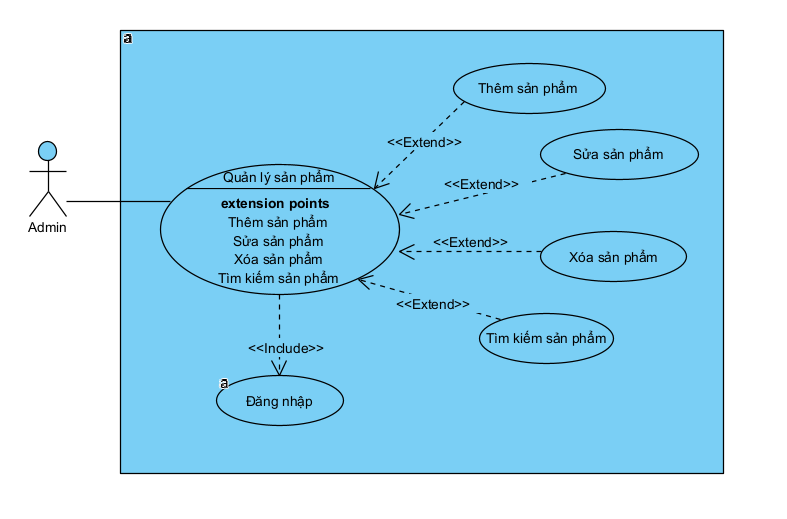 a
Thêm sản phẩm
<<Extend>>
Sửa sản phẩm
<<Extend>>
Quản lý sản phẩm
extension points
Thêm sản phẩm
Sửa sản phẩm
Xóa sản phẩm
Tìm kiếm sản phẩm
Admin
<<Extend>>
Xóa sản phẩm
<<Extend>>
Tìm kiếm sản phẩm
<<Include>>
a
Đăng nhập